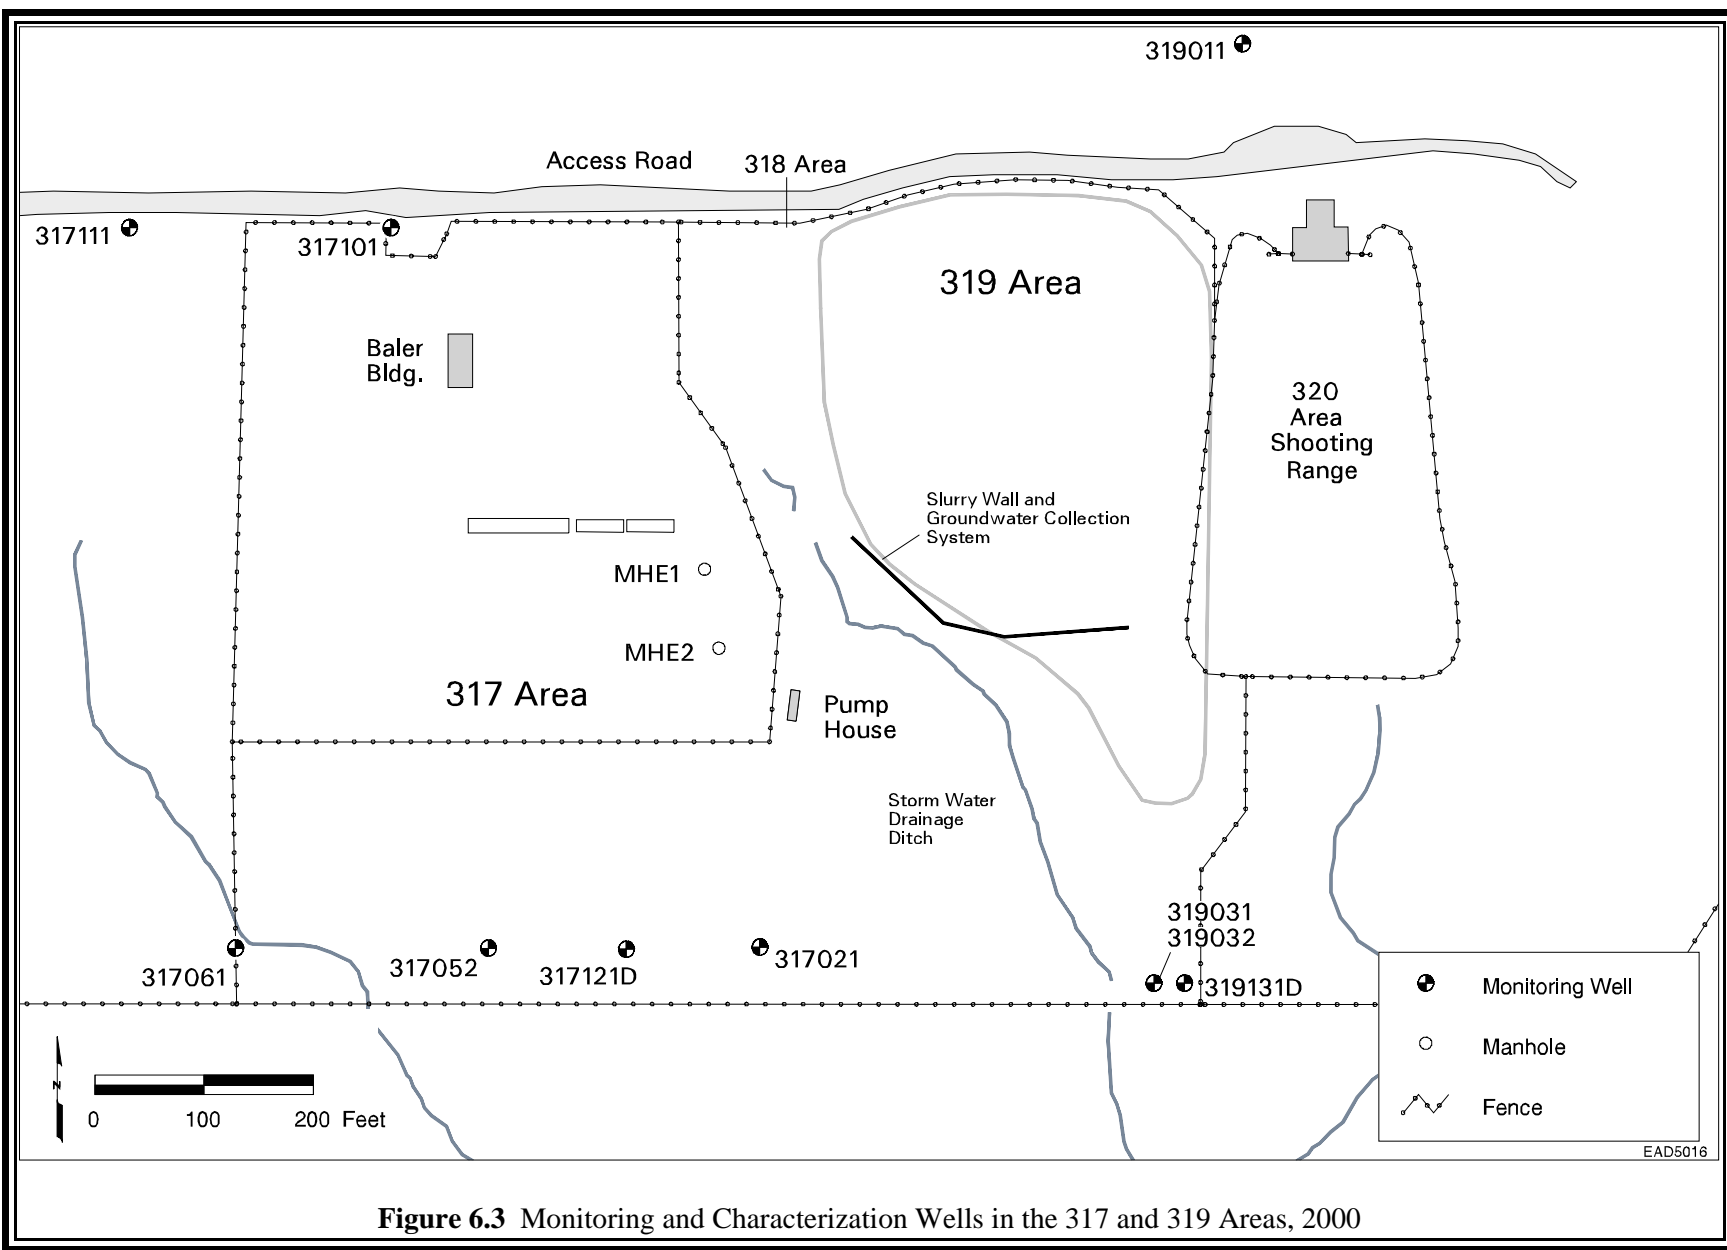 319011
Access Road
318 Area
317111
317101
319 Area
Baler
Bldg.
320
Area
Shooting
Range
Slurry Wall and
Groundwater Collection
System
MHE1
MHE2
317 Area
Pump
House
Storm Water
Drainage
Ditch
319031
319032
317061
317052
317121D
317021
319131D
Monitoring Well
Manhole
Fence
N
0 100 200 Feet
EAD5016
Figure 6.3 Monitoring and Characterization Wells in the 317 and 319 Areas, 2000